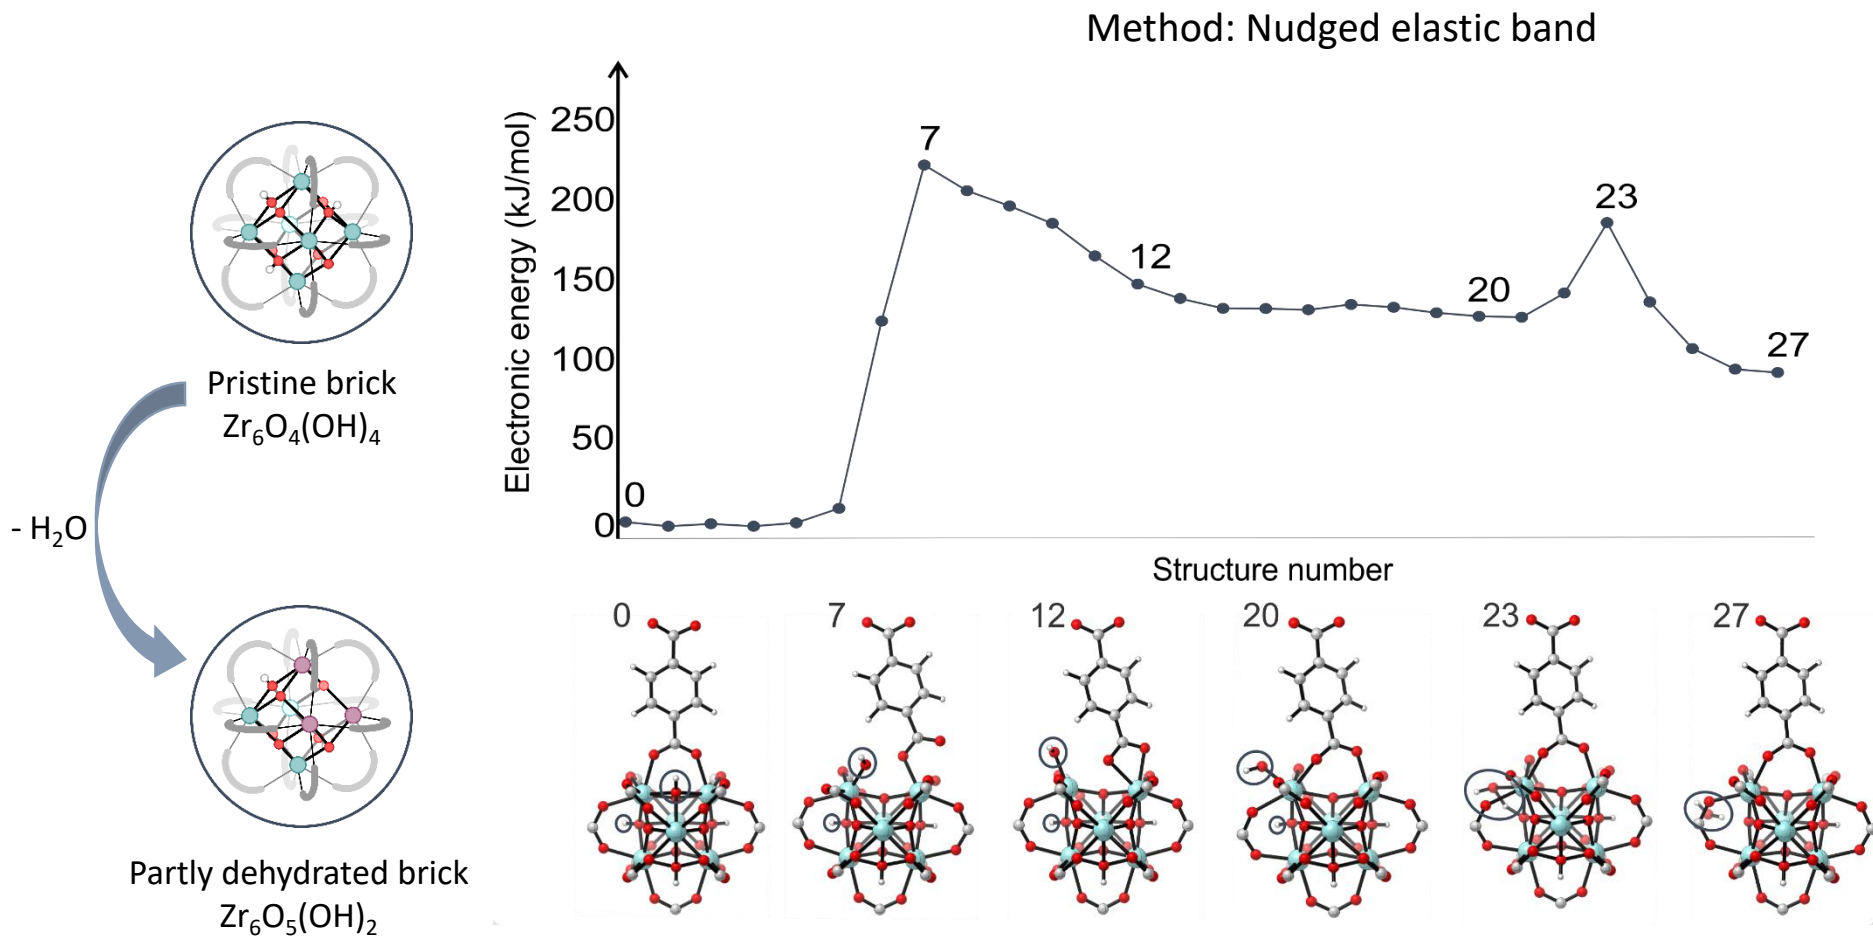 Method: Nudged elastic band
Pristine brick
Zr₆O₄(OH)₄
- H₂O
Partly dehydrated brick
Zr₆O₅(OH)₂
Electronic energy (kJ/mol)
250
200
150
100
50
0
0
7
12
20
23
27
Structure number
0 7 12 20 23 27